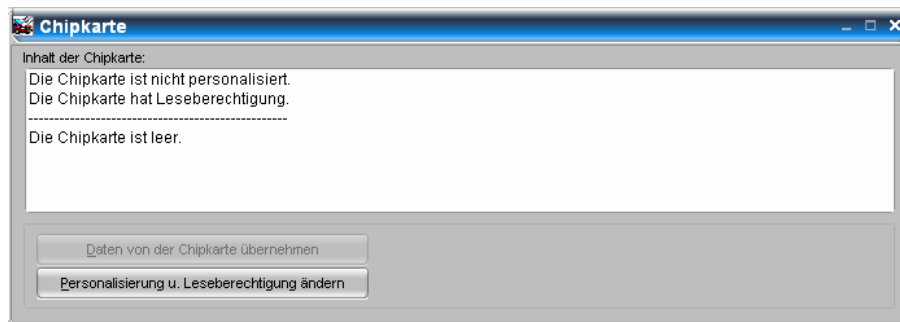 Chipkarte
Inhalt der Chipkarte:
Die Chipkarte ist nicht personalisiert.
Die Chipkarte hat Leseberechtigung.
--------------------------------------------------
Die Chipkarte ist leer.
Daten von der Chipkarte übernehmen
Personalisierung u. Leseberechtigung ändern